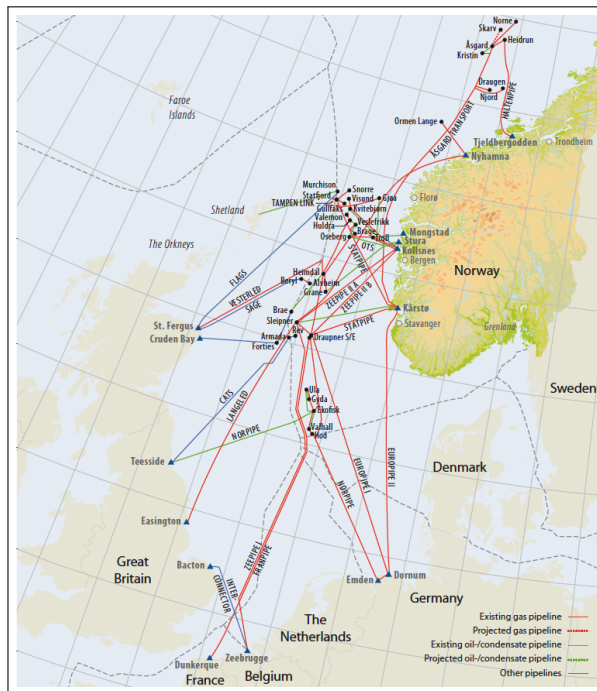 Norne
Skarv
Åsgard
Heidrun
Kristin
Draugen
Njord
HALTENPIPE
ÅSGARD TRANSPORT
Ormen Lange
Tjeldbergodden
Trondheim
Nyhamna
Faroe
Islands
Murchison
Snorre
Statfjord
Visund
Gjøa
TAMPEN LINK
Gullfaks
Kvitebjørn
Valemon
Veslefrikk
Huldra
Brage
Oseberg
Troll
OTS
Florø
Shetland
Mongstad
Stura
Kollsnes
Bergen
The Orkneys
STATPIPE
Norway
FLAGS
VESTERLED
SAGE
Heimdal
Beryl
Alvheim
Grane
ZEEPIPE II A
ZEEPIPE II B
Kårstø
Brae
Sleipner
St. Fergus
Cruden Bay
Rev
Armada
Forties
Draupner S/E
STATPIPE
Stavanger
Grenland
Sweden
CATS
LANGELED
Ula
Gyda
Ekofisk
NORPIPE
Valhall
Hod
Teesside
Denmark
EUROPIPE II
EUROPIPE I
NORPIPE
Easington
ZEEPIPE I
FRANPIPE
Great
Britain
Bacton
INTER-
CONNECTOR
Emden
Dornum
Germany
The
Netherlands
Dunkerque
Zeebrugge
France
Belgium
Existing gas pipeline
Projected gas pipeline
Existing oil-/condensate pipeline
Projected oil-/condensate pipeline
Other pipelines